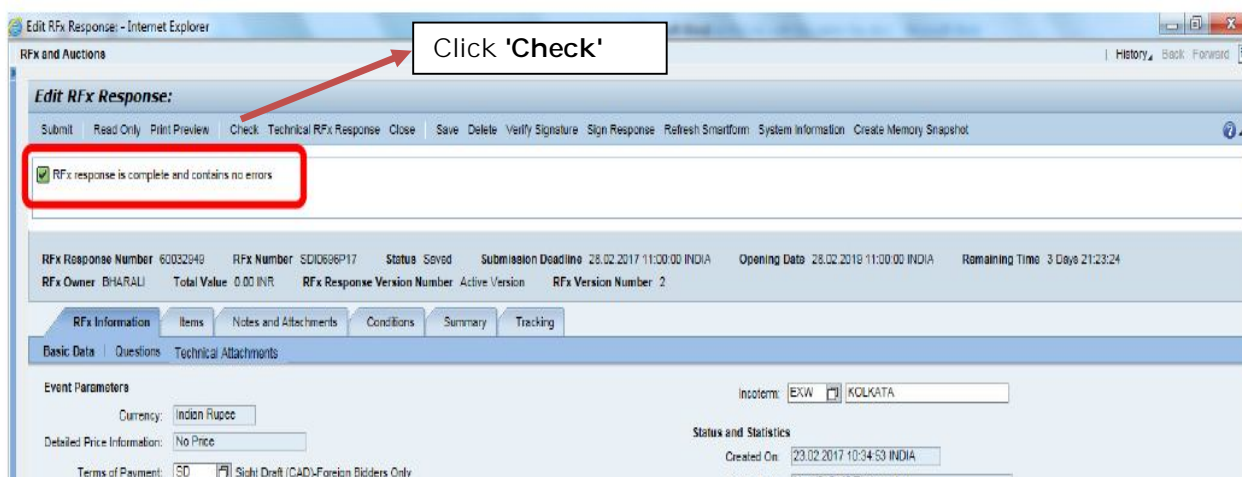 Edit RFx Response: - Internet Explorer
Click 'Check'
RFx and Auctions
History Back Forward
Edit RFx Response:
Submit Read Only Print Preview Check Technical RFx Response Close Save Delete Verify Signature Sign Response Refresh Smartform System Information Create Memory Snapshot
RFx response is complete and contains no errors
RFx Response Number 60032949 RFx Number SDI0696P17 Status Saved Submission Deadline 28.02.2017 11:00:00 INDIA Opening Date 28.02.2019 11:00:00 INDIA Remaining Time 3 Days 21:23:24
RFx Owner BHARALI Total Value 0.00 INR RFx Response Version Number Active Version RFx Version Number 2
RFx Information Items Notes and Attachments Conditions Summary Tracking
Basic Data Questions Technical Attachments
Event Parameters
Incoterm: EXW KOLKATA
Currency: Indian Rupee
Status and Statistics
Detailed Price Information: No Price
Created On: 23.02.2017 10:34:53 INDIA
Terms of Payment: SD Sight Draft (CAD)-Foreign Bidders Only